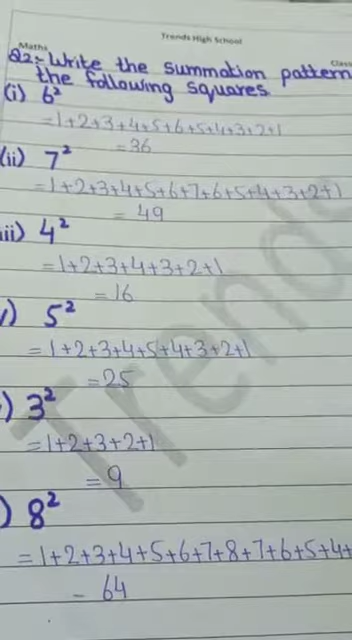 Trends High School
Maths
Class
Q2:- Write the summation pattern
the following squares
(i) 6²
=1+2+3+4+5+6+5+4+3+2+1
=36
(ii) 7²
=1+2+3+4+5+6+7+6+5+4+3+2+1
= 49
ii) 4²
=1+2+3+4+3+2+1
=16
) 5²
=1+2+3+4+5+4+3+2+1
=25
) 3²
=1+2+3+2+1
=9
) 8²
=1+2+3+4+5+6+7+8+7+6+5+4+
= 64
Trends